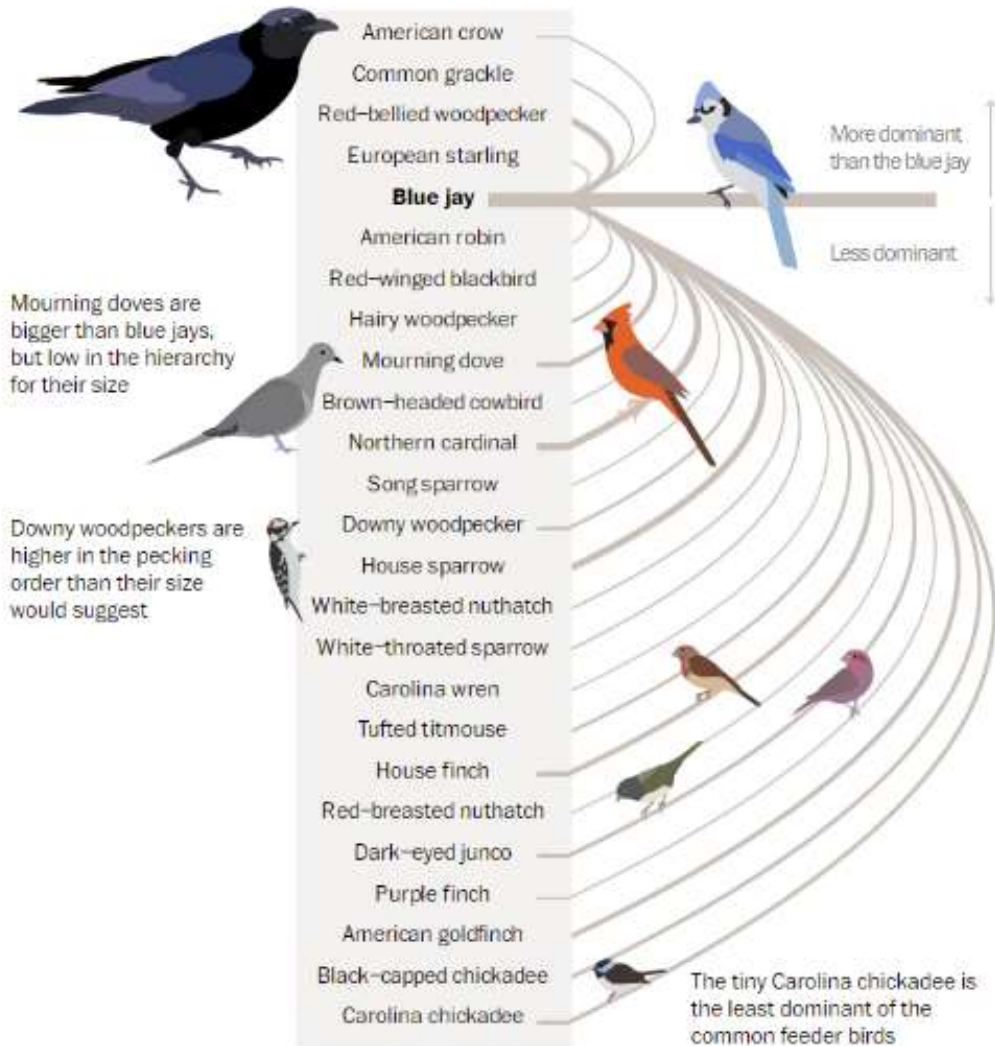 American crow
Common grackle
Red-bellied woodpecker
European starling
Blue jay
More dominant
than the blue jay
Less dominant
American robin
Red-winged blackbird
Hairy woodpecker
Mourning dove
Brown-headed cowbird
Northern cardinal
Song sparrow
Downy woodpecker
House sparrow
White-breasted nuthatch
White-throated sparrow
Carolina wren
Tufted titmouse
House finch
Red-breasted nuthatch
Dark-eyed junco
Purple finch
American goldfinch
Black-capped chickadee
Carolina chickadee
Mourning doves are
bigger than blue jays,
but low in the hierarchy
for their size
Downy woodpeckers are
higher in the pecking
order than their size
would suggest
The tiny Carolina chickadee is
the least dominant of the
common feeder birds